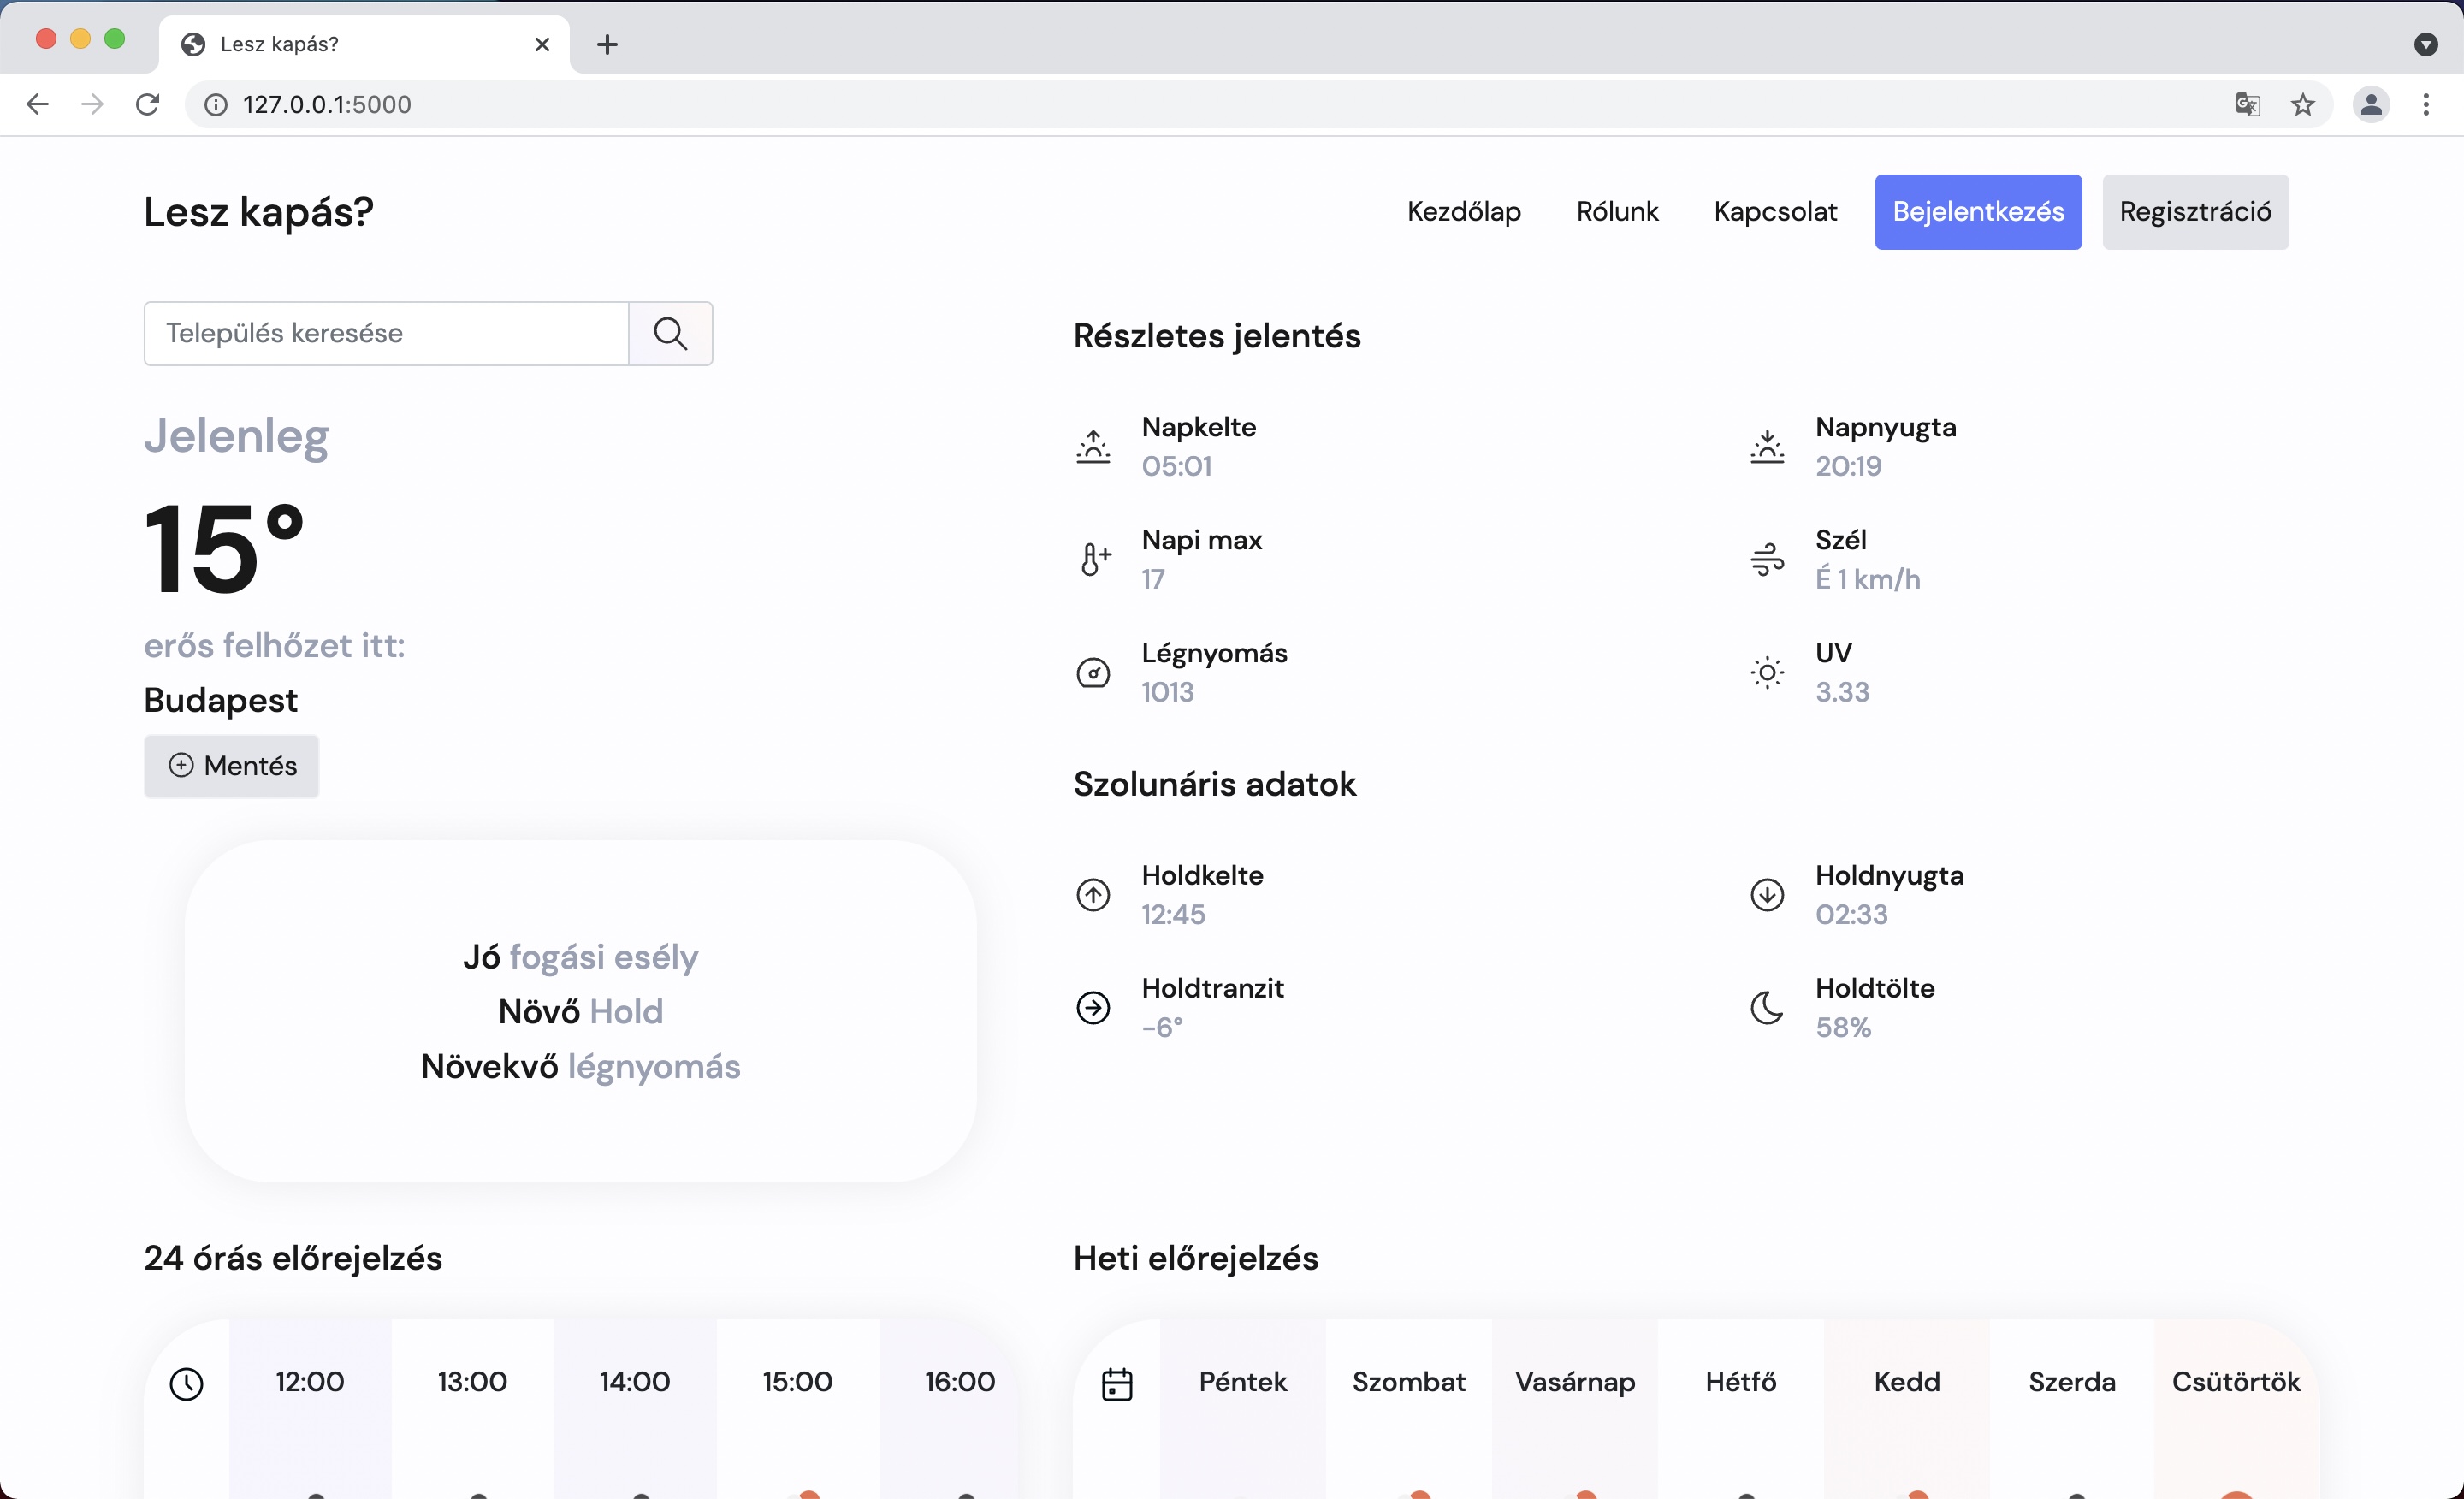 Lesz kapás?
127.0.0.1:5000
Lesz kapás?
Kezdőlap
Rólunk
Kapcsolat
Bejelentkezés
Regisztráció
Település keresése
Jelenleg
15°
erős felhőzet itt:
Budapest
Mentés
Jó fogási esély
Növő Hold
Növekvő légnyomás
Részletes jelentés
Napkelte
05:01
Napnyugta
20:19
Napi max
17
Szél
É 1 km/h
Légnyomás
1013
UV
3.33
Szolunáris adatok
Holdkelte
12:45
Holdnyugta
02:33
Holdtranzit
-6°
Holdtölte
58%
24 órás előrejelzés
12:00
13:00
14:00
15:00
16:00
Heti előrejelzés
Péntek
Szombat
Vasárnap
Hétfő
Kedd
Szerda
Csütörtök